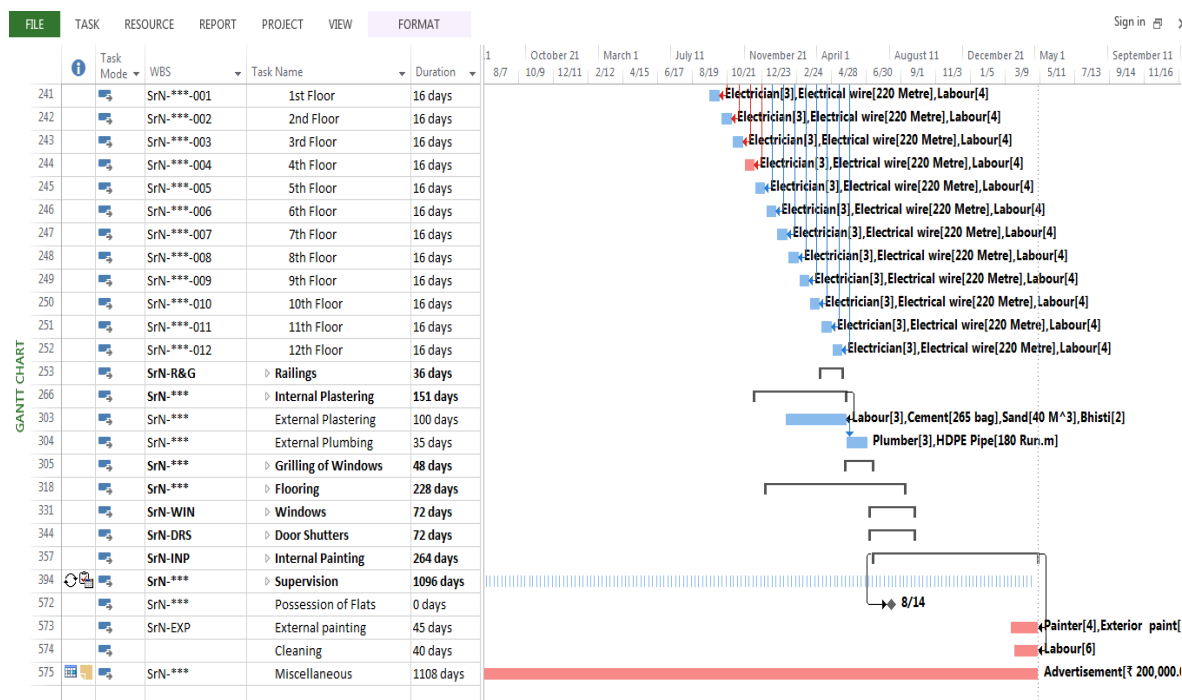 FILE TASK RESOURCE REPORT PROJECT VIEW FORMAT Sign in
Task Mode WBS Task Name Duration
1 October 21 March 1 July 11 November 21 April 1 August 11 December 21 May 1 September 11
8/7 10/9 12/11 2/12 4/15 6/17 8/19 10/21 12/23 2/24 4/28 6/30 9/1 11/3 1/5 3/9 5/11 7/13 9/14 11/16
241 SrN-***-001 1st Floor 16 days Electrician[3],Electrical wire[220 Metre],Labour[4]
242 SrN-***-002 2nd Floor 16 days Electrician[3],Electrical wire[220 Metre],Labour[4]
243 SrN-***-003 3rd Floor 16 days Electrician[3],Electrical wire[220 Metre],Labour[4]
244 SrN-***-004 4th Floor 16 days Electrician[3],Electrical wire[220 Metre],Labour[4]
245 SrN-***-005 5th Floor 16 days Electrician[3],Electrical wire[220 Metre],Labour[4]
246 SrN-***-006 6th Floor 16 days Electrician[3],Electrical wire[220 Metre],Labour[4]
247 SrN-***-007 7th Floor 16 days Electrician[3],Electrical wire[220 Metre],Labour[4]
248 SrN-***-008 8th Floor 16 days Electrician[3],Electrical wire[220 Metre],Labour[4]
249 SrN-***-009 9th Floor 16 days Electrician[3],Electrical wire[220 Metre],Labour[4]
250 SrN-***-010 10th Floor 16 days Electrician[3],Electrical wire[220 Metre],Labour[4]
251 SrN-***-011 11th Floor 16 days Electrician[3],Electrical wire[220 Metre],Labour[4]
252 SrN-***-012 12th Floor 16 days Electrician[3],Electrical wire[220 Metre],Labour[4]
253 SrN-R&G Railings 36 days
266 SrN-*** Internal Plastering 151 days
303 SrN-*** External Plastering 100 days Labour[3],Cement[265 bag],Sand[40 M^3],Bhisti[2]
304 SrN-*** External Plumbing 35 days Plumber[3],HDPE Pipe[180 Run.m]
305 SrN-*** Grilling of Windows 48 days
318 SrN-*** Flooring 228 days
331 SrN-WIN Windows 72 days
344 SrN-DRS Door Shutters 72 days
357 SrN-INP Internal Painting 264 days
394 SrN-*** Supervision 1096 days
572 SrN-*** Possession of Flats 0 days 8/14
573 SrN-EXP External painting 45 days Painter[4],Exterior paint[
574 Cleaning 40 days Labour[6]
575 SrN-*** Miscellaneous 1108 days Advertisement[₹ 200,000.
GANTT CHART